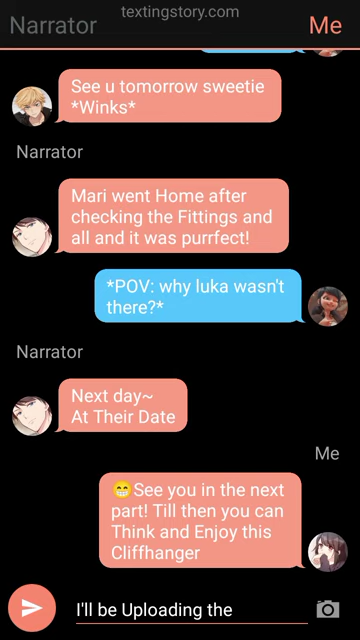 textingstory.com
Narrator
Me
See u tomorrow sweetie
*Winks*
Narrator
Mari went Home after
checking the Fittings and
all and it was purrfect!
*POV: why luka wasn't
there?*
Narrator
Next day~
At Their Date
Me
😁See you in the next
part! Till then you can
Think and Enjoy this
Cliffhanger
I'll be Uploading the